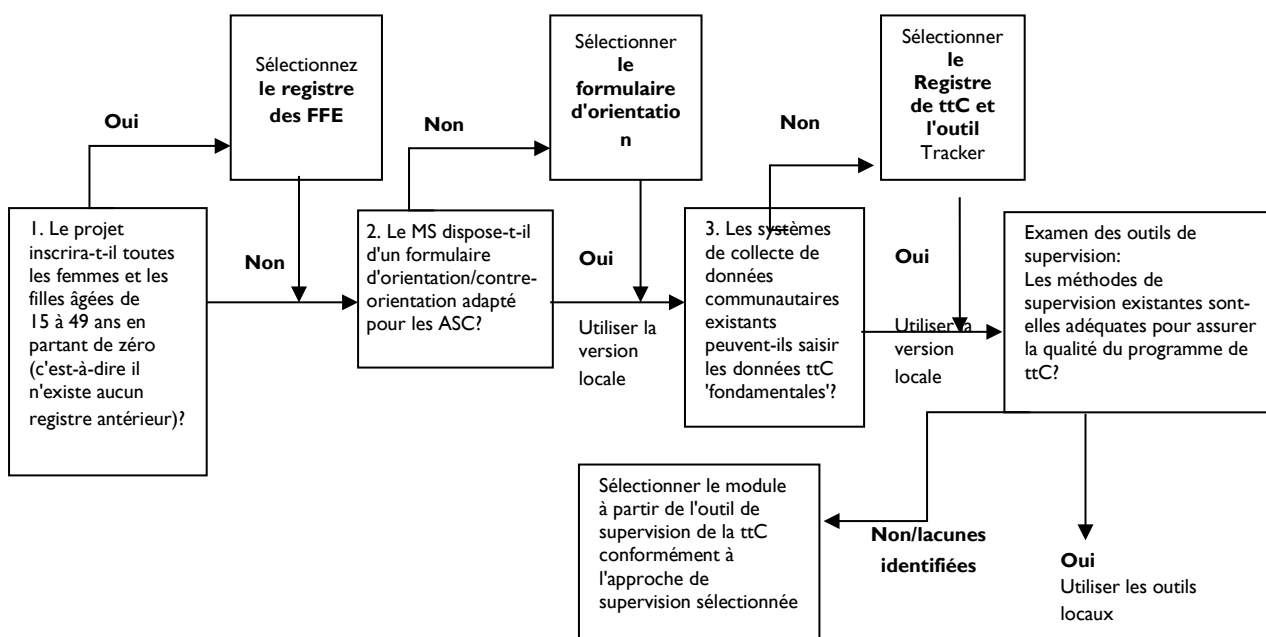 Oui
Sélectionnez
le registre
des FFE
Non
Sélectionner
le
formulaire
d'orientatio
n
Non
Sélectionner
le
Registre
de ttC et
l'outil
Tracker
1. Le projet
inscrira-t-il toutes
les femmes et les
filles âgées de
15 à 49 ans en
partant de zéro
(c'est-à-dire il
n'existe aucun
registre antérieur)?
Non
2. Le MS dispose-t-il
d'un formulaire
d'orientation/contre-
orientation adapté
pour les ASC?
Oui
Utiliser la
version
locale
3. Les systèmes
de collecte de
données
communautaires
existants
peuvent-ils saisir
les données ttC
'fondamentales'?
Oui
Utiliser la
version
locale
Examen des outils de
supervision:
Les méthodes de
supervision existantes sont-
elles adéquates pour assurer
la qualité du programme de
ttC?
Sélectionner le module
à partir de l'outil de
supervision de la ttC
conformément à
l'approche de
supervision sélectionnée
Non/lacunes
identifiées
Oui
Utiliser les outils
locaux